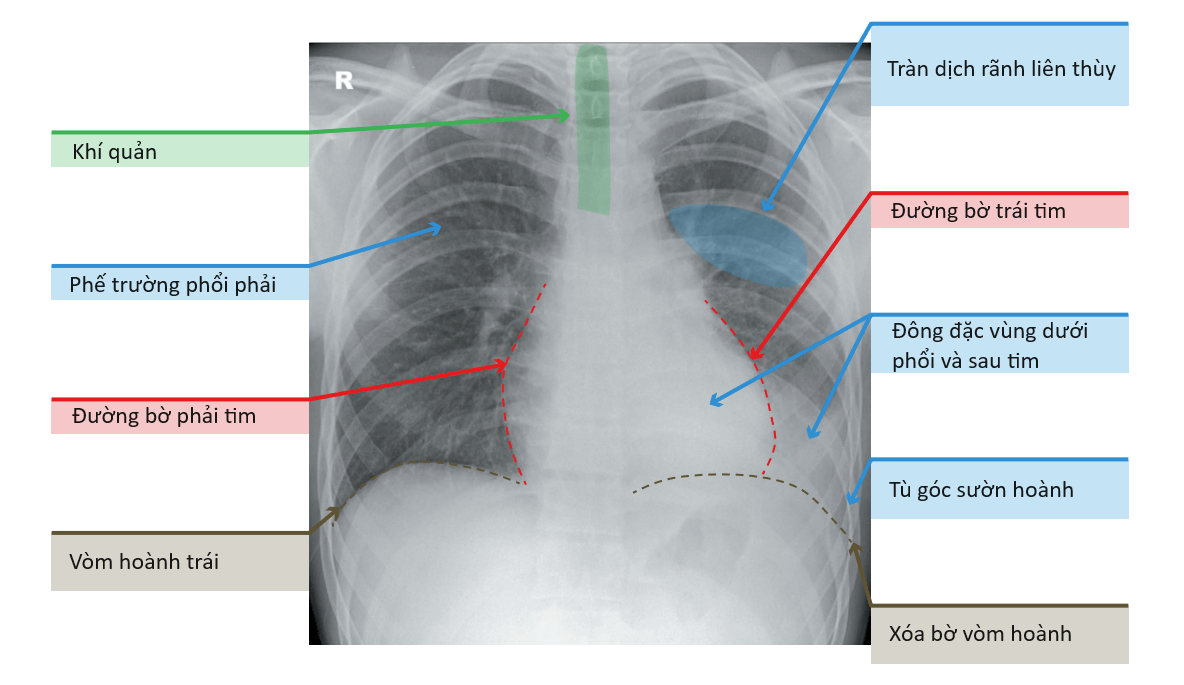 R
Khí quản
Phế trường phổi phải
Đường bờ phải tim
Vòm hoành trái
Tràn dịch rãnh liên thùy
Đường bờ trái tim
Đông đặc vùng dưới
phổi và sau tim
Tù góc sườn hoành
Xóa bờ vòm hoành